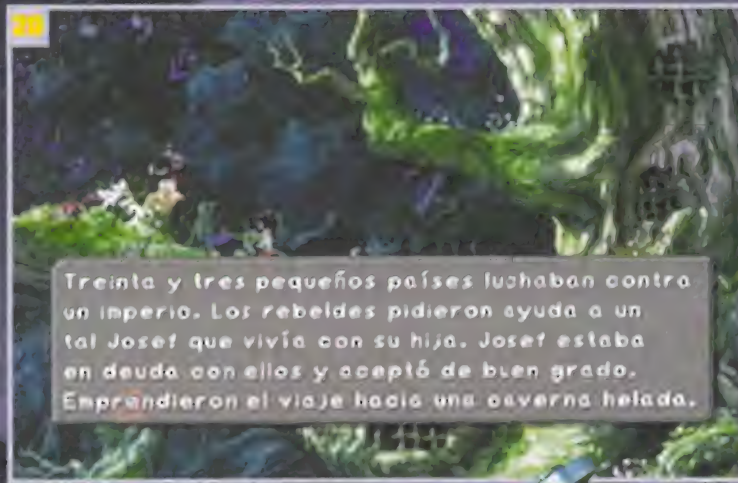 20
Treinta y tres pequeños países luchaban contra
un imperio. Los rebeldes pidieron ayuda a un
tal Josef que vivía con su hija. Josef estaba
en deuda con ellos y aceptó de buen grado.
Emprendieron el viaje hacia una caverna helada.